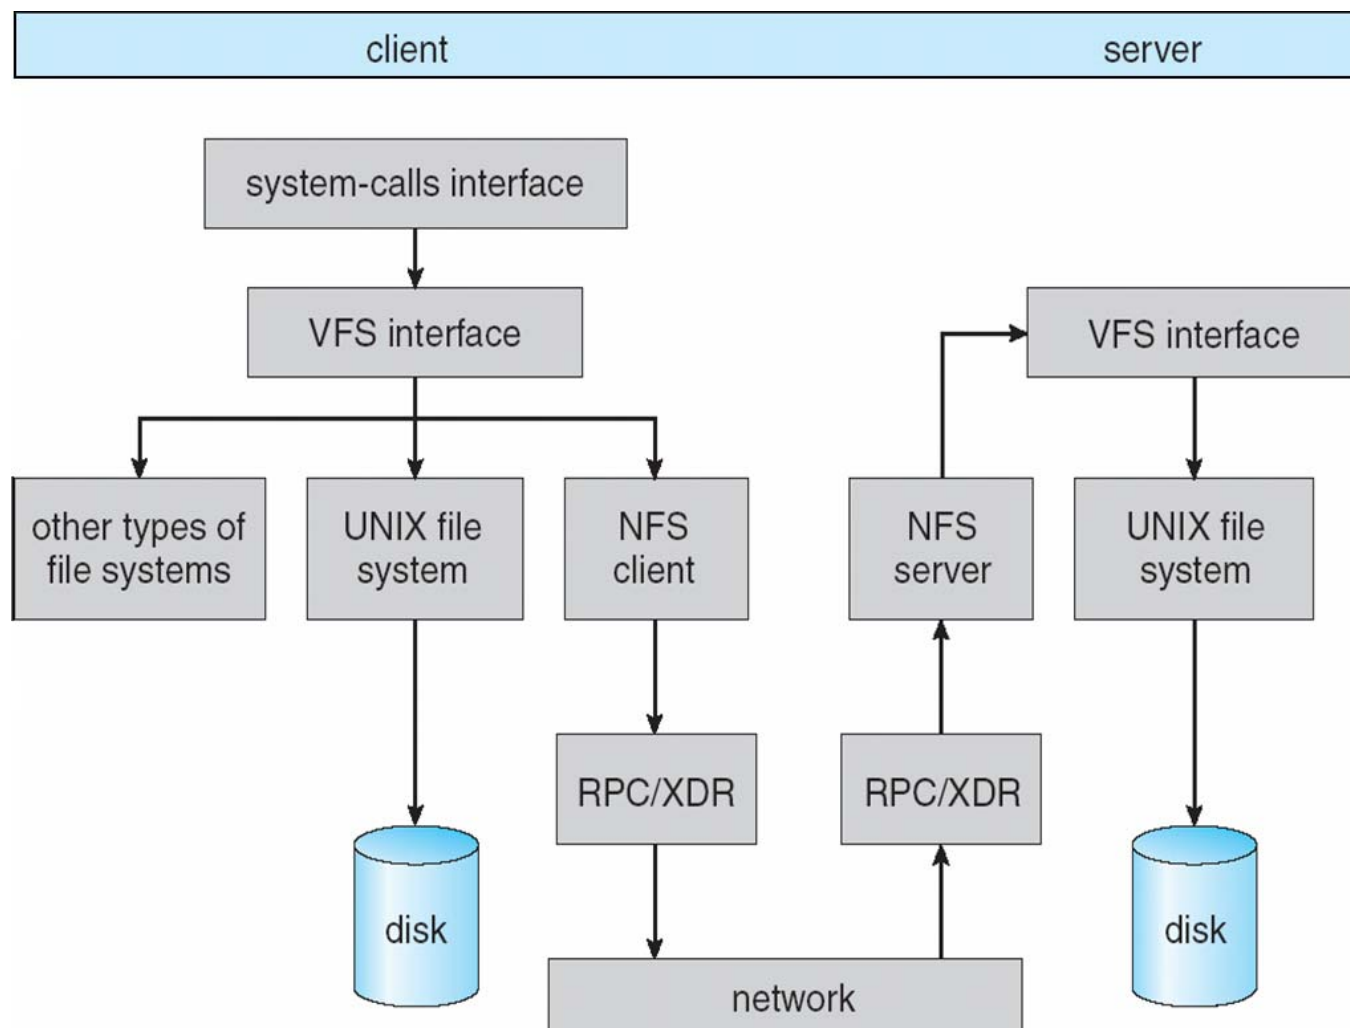 client
server
system-calls interface
VFS interface
VFS interface
other types of
file systems
UNIX file
system
NFS
client
NFS
server
UNIX file
system
RPC/XDR
RPC/XDR
disk
disk
network